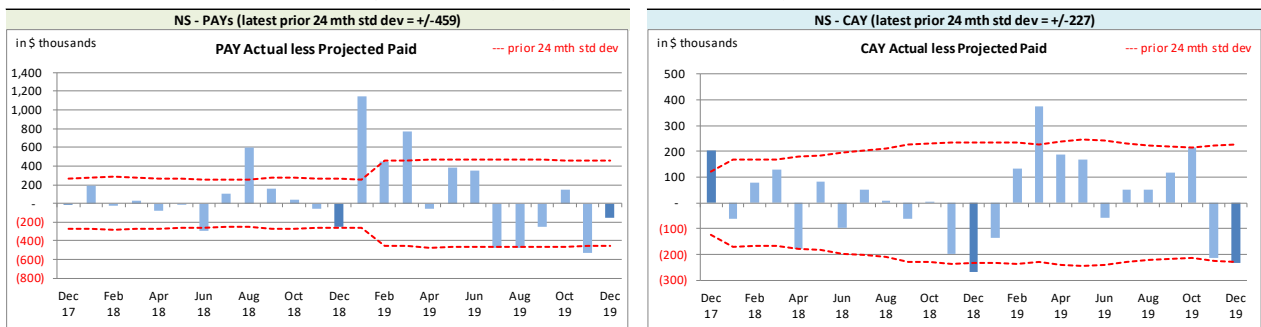 NS - PAYs (latest prior 24 mth std dev = +/-459)
in $ thousands
PAY Actual less Projected Paid
--- prior 24 mth std dev
1,400
1,200
1,000
800
600
400
200
-
(200)
(400)
(600)
(800)
Dec Feb Apr Jun Aug Oct Dec Feb Apr Jun Aug Oct Dec
17 18 18 18 18 18 18 19 19 19 19 19 19
NS - CAY (latest prior 24 mth std dev = +/-227)
in $ thousands
CAY Actual less Projected Paid
--- prior 24 mth std dev
500
400
300
200
100
-
(100)
(200)
(300)
Dec Feb Apr Jun Aug Oct Dec Feb Apr Jun Aug Oct Dec
17 18 18 18 18 18 18 19 19 19 19 19 19